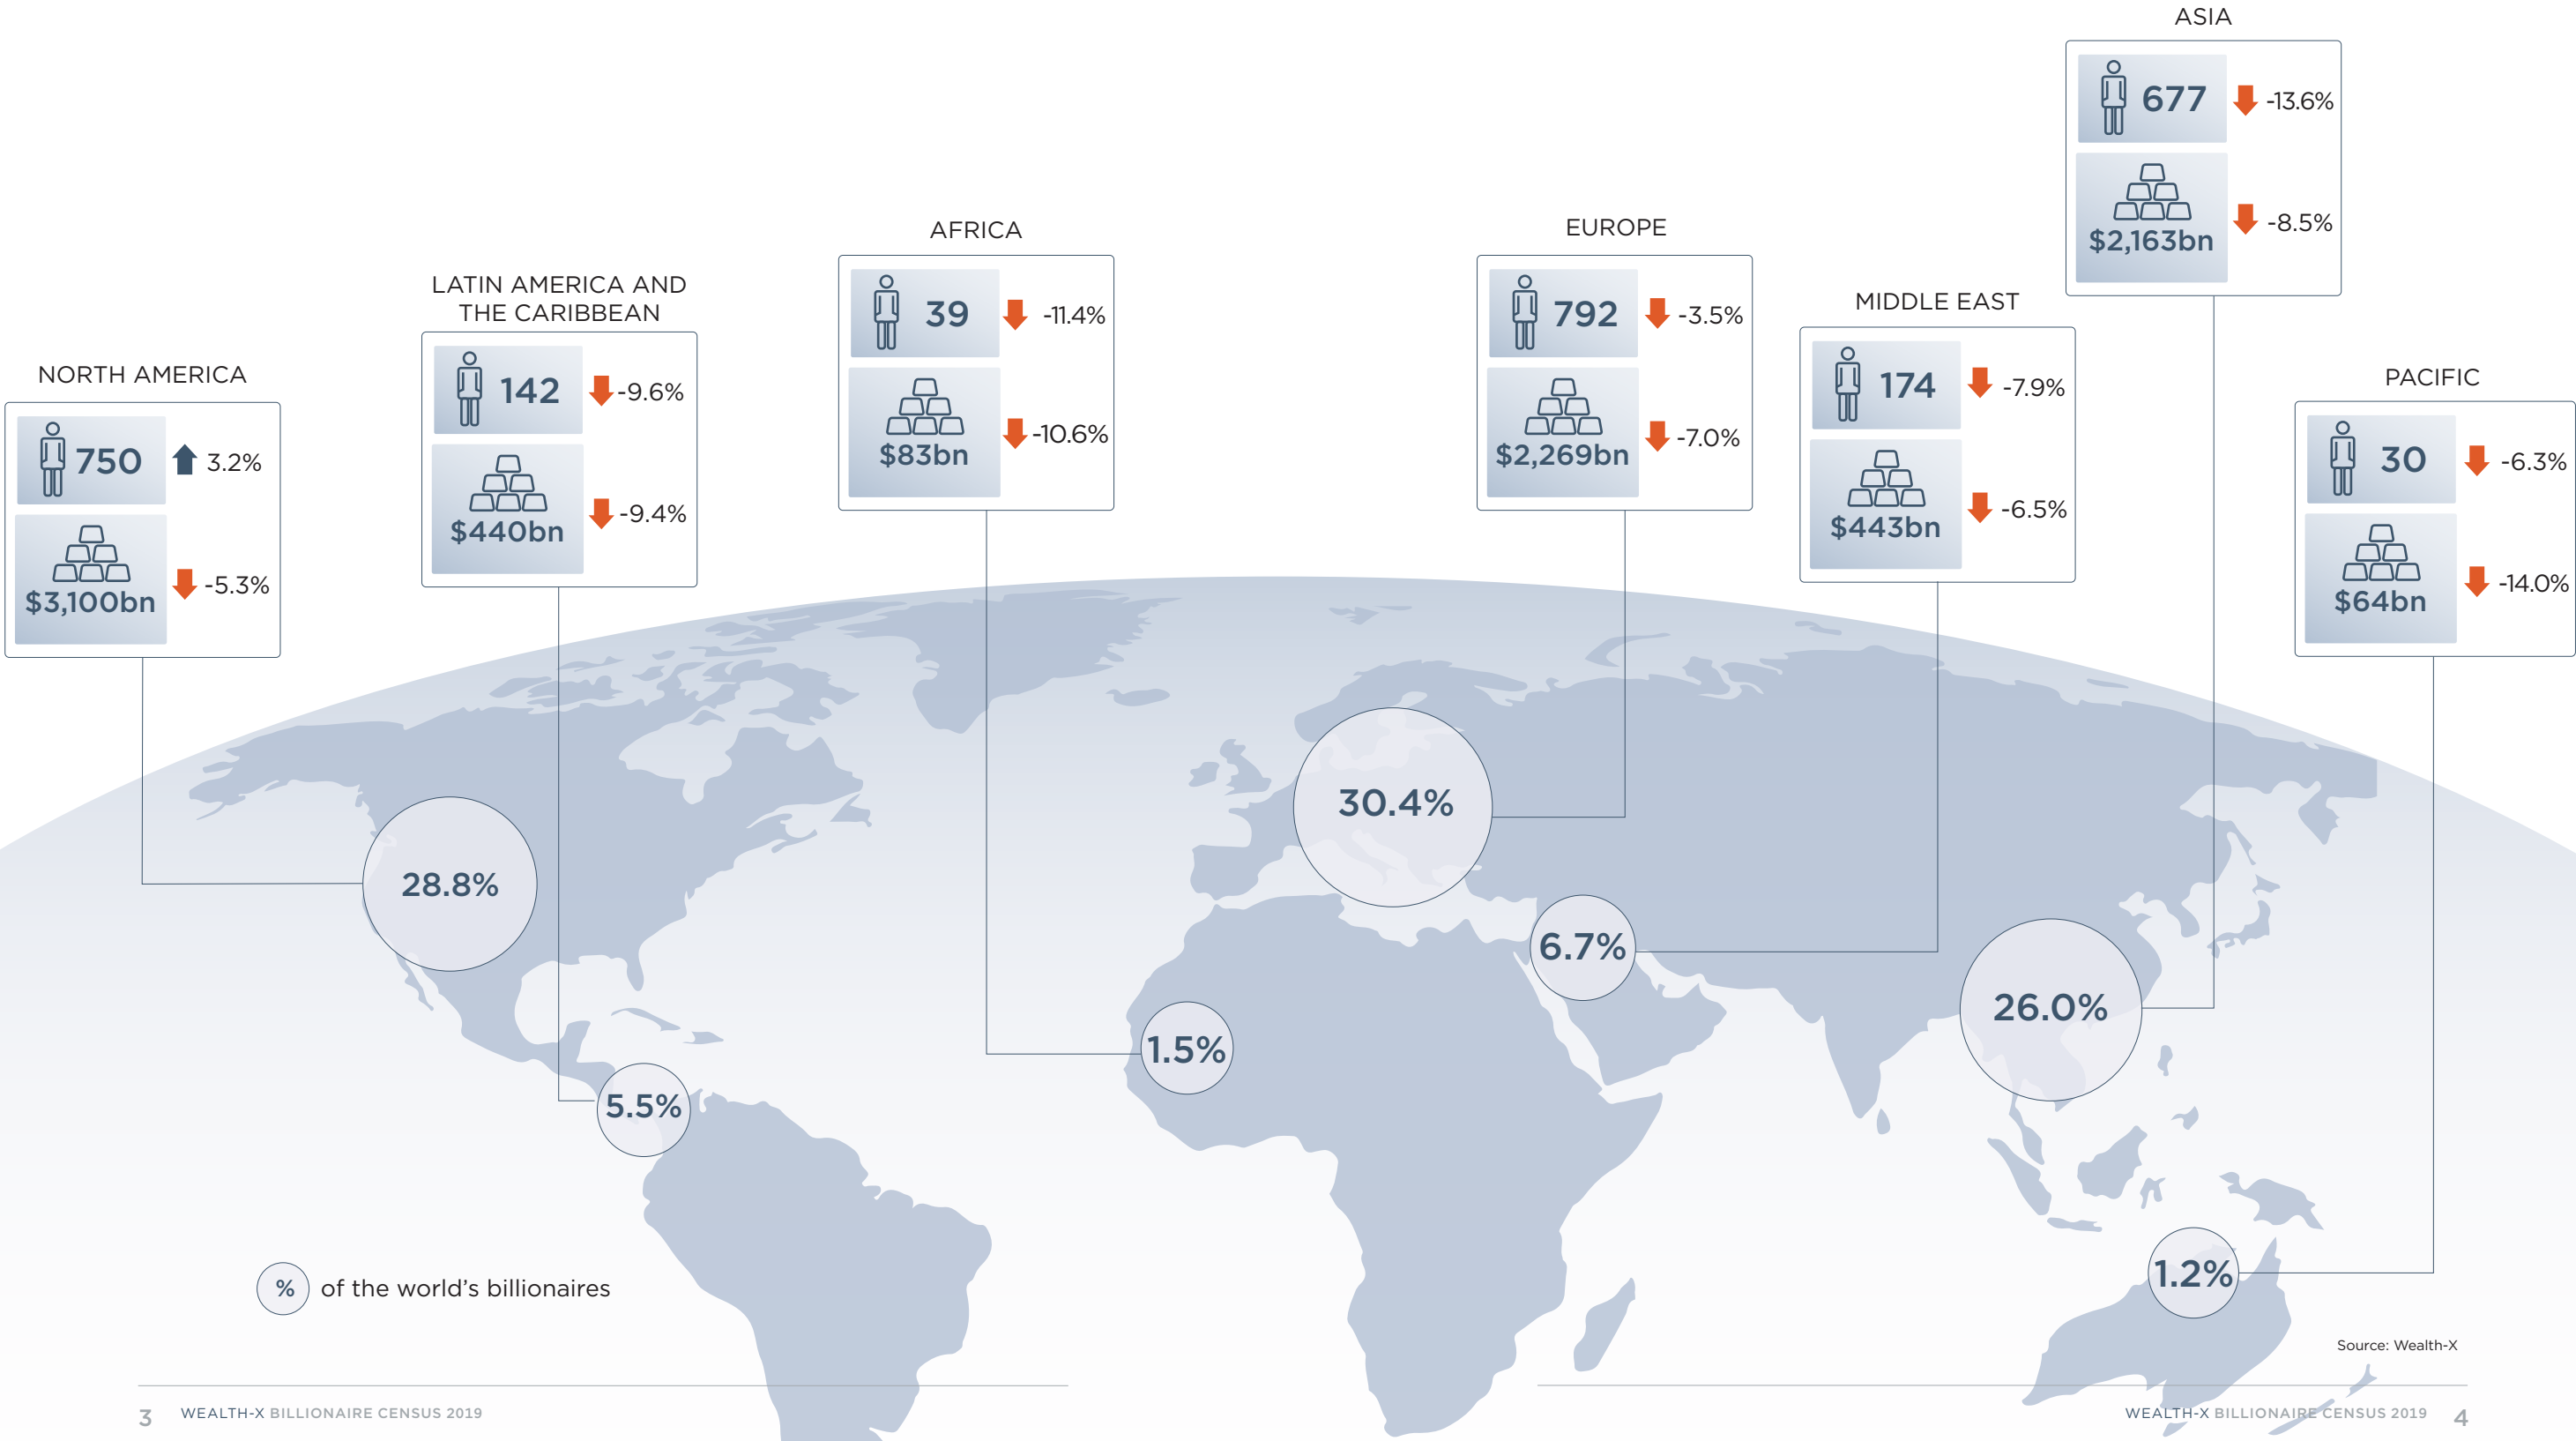 ASIA
677 -13.6%
$2,163bn -8.5%
AFRICA
39 -11.4%
$83bn -10.6%
EUROPE
792 -3.5%
$2,269bn -7.0%
LATIN AMERICA AND
THE CARIBBEAN
142 -9.6%
$440bn -9.4%
MIDDLE EAST
174 -7.9%
$443bn -6.5%
NORTH AMERICA
750 3.2%
$3,100bn -5.3%
PACIFIC
30 -6.3%
$64bn -14.0%
30.4%
28.8%
6.7%
26.0%
1.5%
5.5%
1.2%
% of the world’s billionaires
Source: Wealth-X
3 WEALTH-X BILLIONAIRE CENSUS 2019
WEALTH-X BILLIONAIRE CENSUS 2019 4